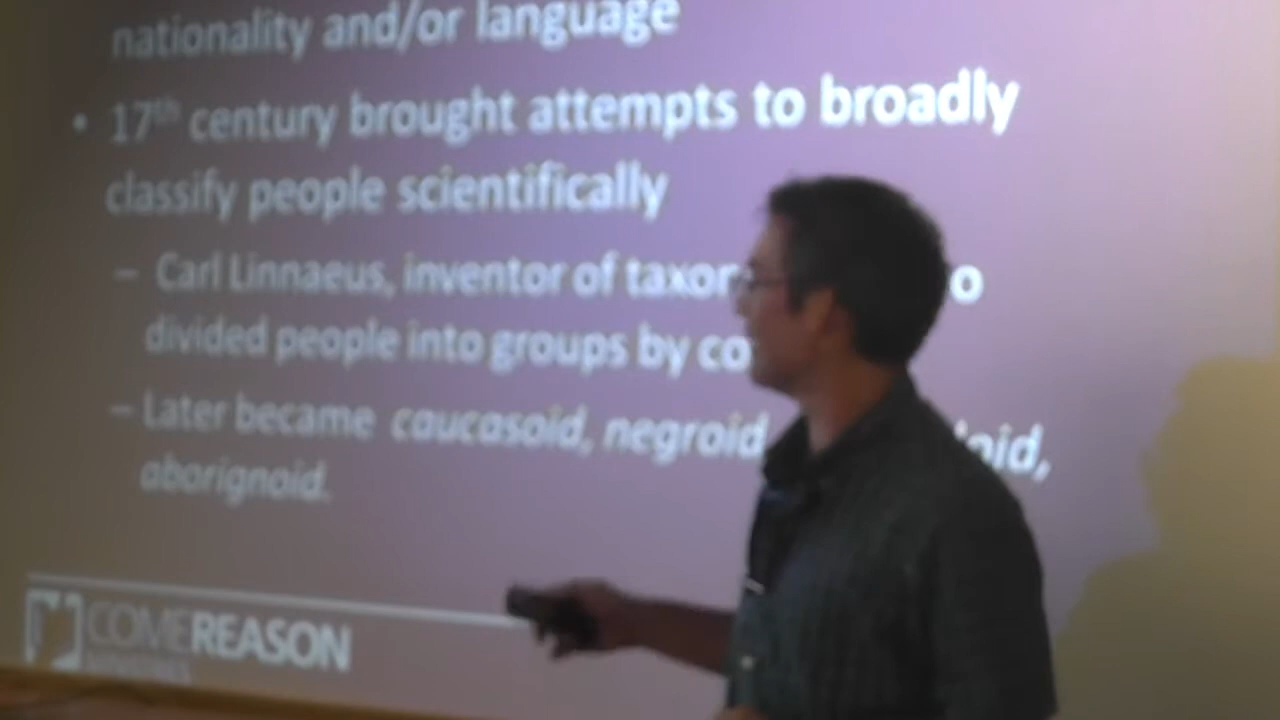 nationality and/or language
• 17th century brought attempts to broadly
classify people scientifically
– Carl Linnaeus, inventor of
divided people into groups by
– Later became caucasoid, negroid
aborignoid.
COMEREASON